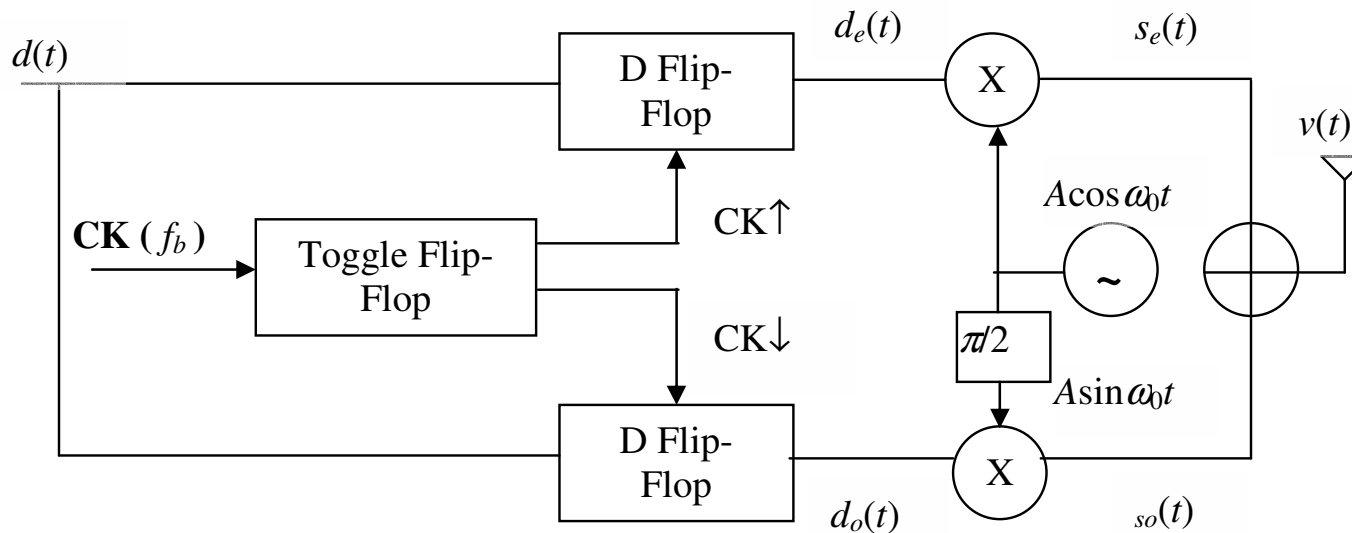 d_e(t)
s_e(t)
d(t)
D Flip-
Flop
X
v(t)
CK↑
Acosω₀t
CK (f_b)
Toggle Flip-
Flop
~
CK↓
π/2
Asinω₀t
D Flip-
Flop
X
d_o(t)
so(t)